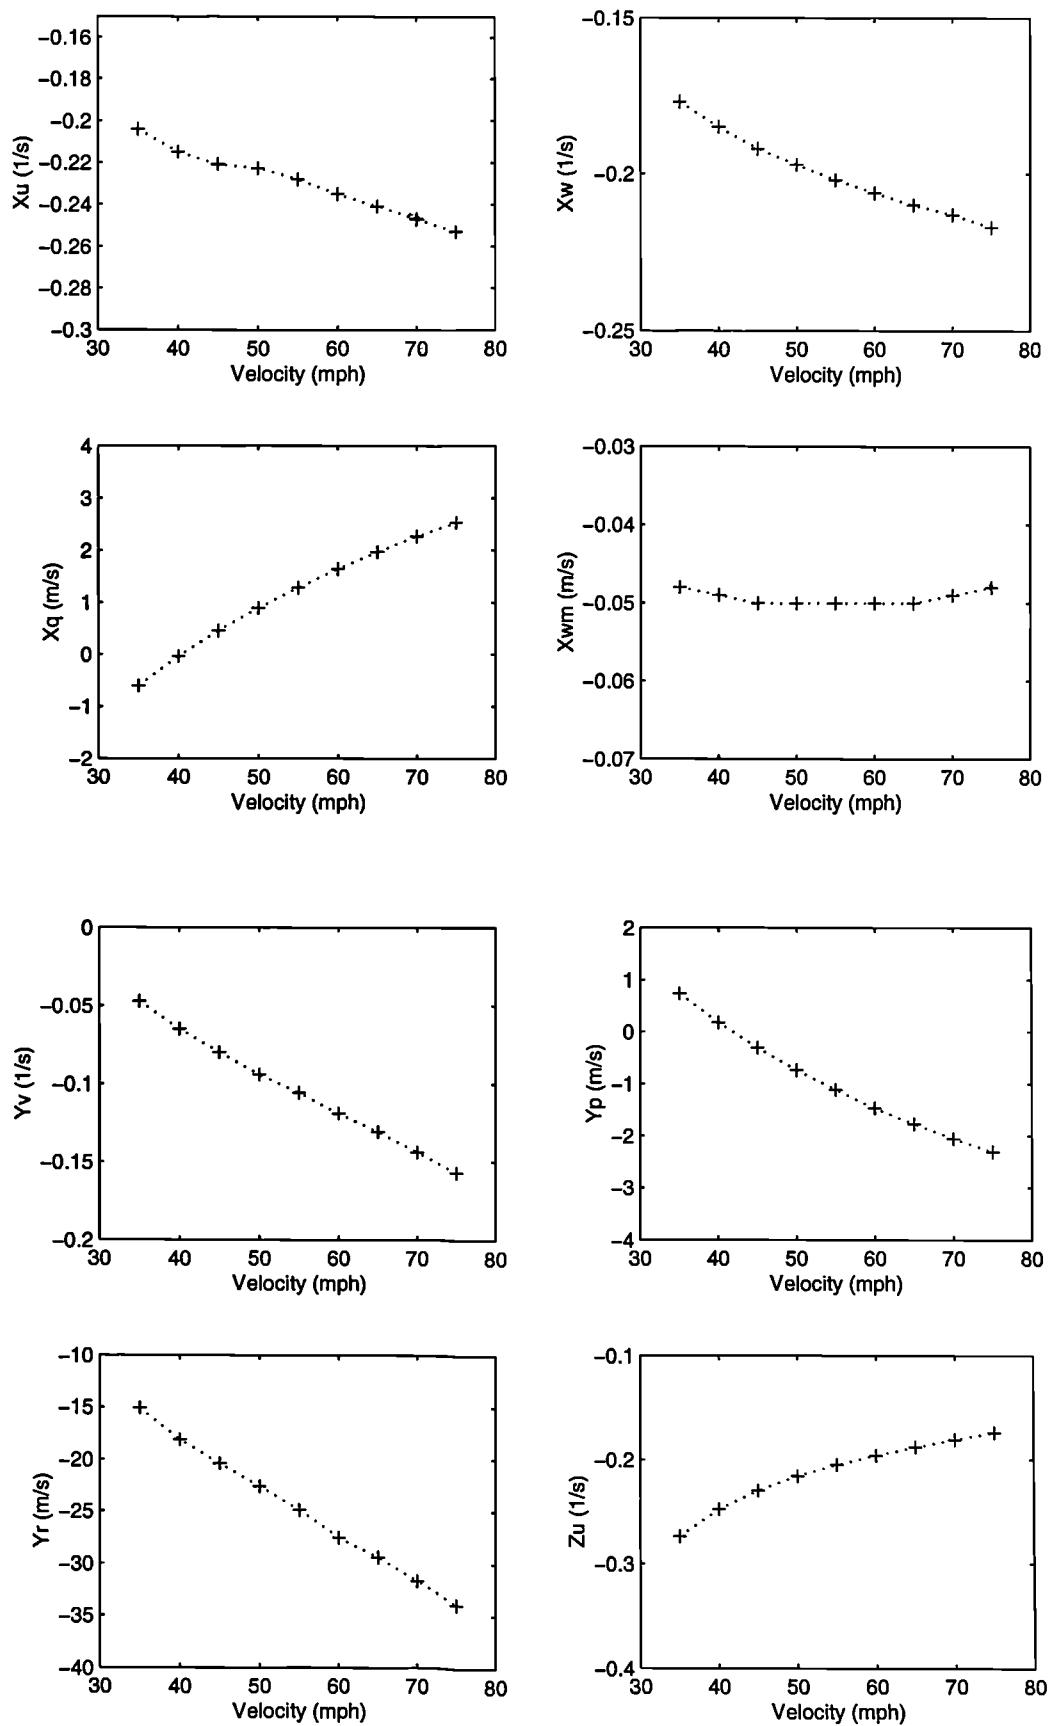 −0.16
−0.18
−0.2
−0.22
−0.24
−0.26
−0.28
−0.3
Xu (1/s)
30 40 50 60 70 80
Velocity (mph)
−0.15
−0.2
−0.25
Xw (1/s)
30 40 50 60 70 80
Velocity (mph)
4
3
2
1
0
−1
−2
Xq (m/s)
30 40 50 60 70 80
Velocity (mph)
−0.03
−0.04
−0.05
−0.06
−0.07
Xwm (m/s)
30 40 50 60 70 80
Velocity (mph)
0
−0.05
−0.1
−0.15
−0.2
Yv (1/s)
30 40 50 60 70 80
Velocity (mph)
2
1
0
−1
−2
−3
−4
Yp (m/s)
30 40 50 60 70 80
Velocity (mph)
−10
−15
−20
−25
−30
−35
−40
Yr (m/s)
30 40 50 60 70 80
Velocity (mph)
−0.1
−0.2
−0.3
−0.4
Zu (1/s)
30 40 50 60 70 80
Velocity (mph)